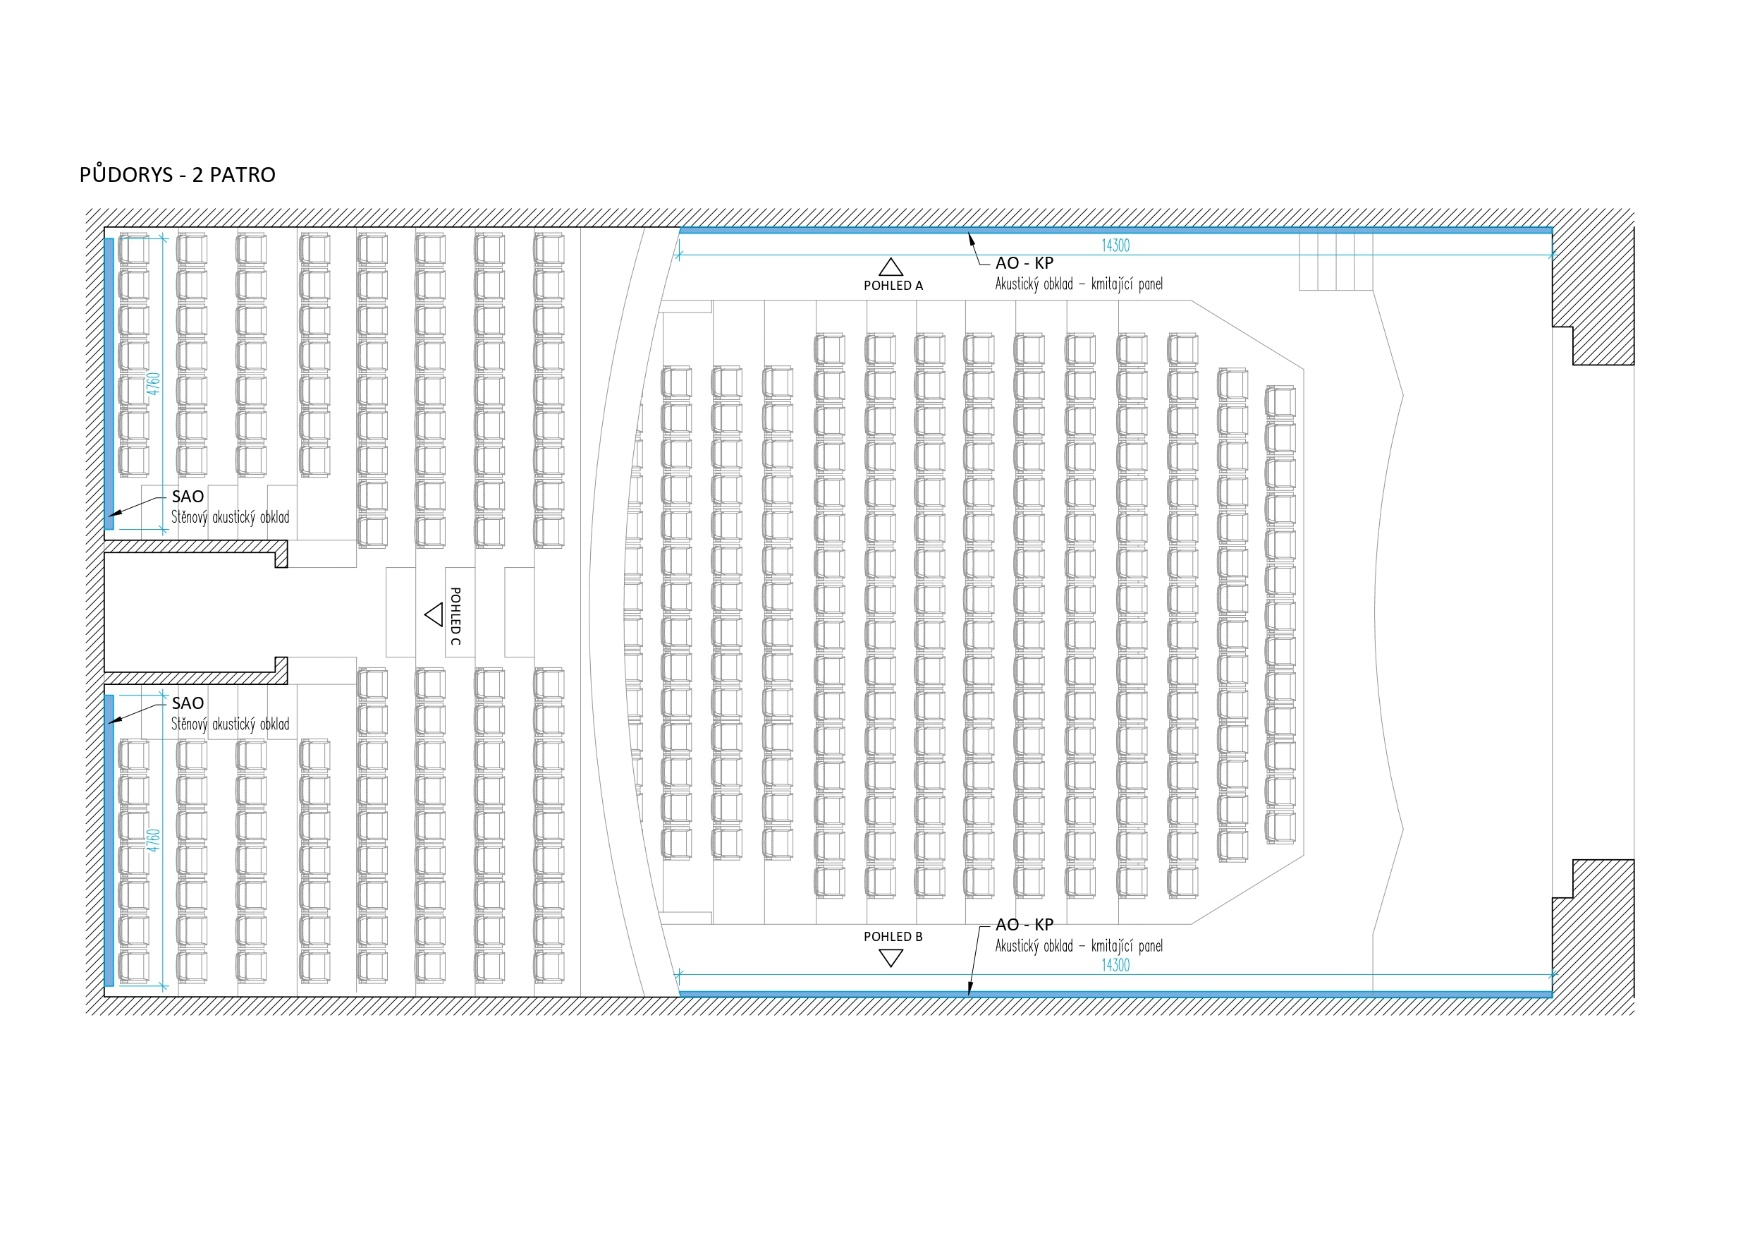 PŮDORYS - 2 PATRO
14300
AO - KP
Akustický obklad – kmitající panel
POHLED A
4760
SAO
Stěnový akustický obklad
POHLED C
SAO
Stěnový akustický obklad
4760
AO - KP
Akustický obklad – kmitající panel
POHLED B
14300